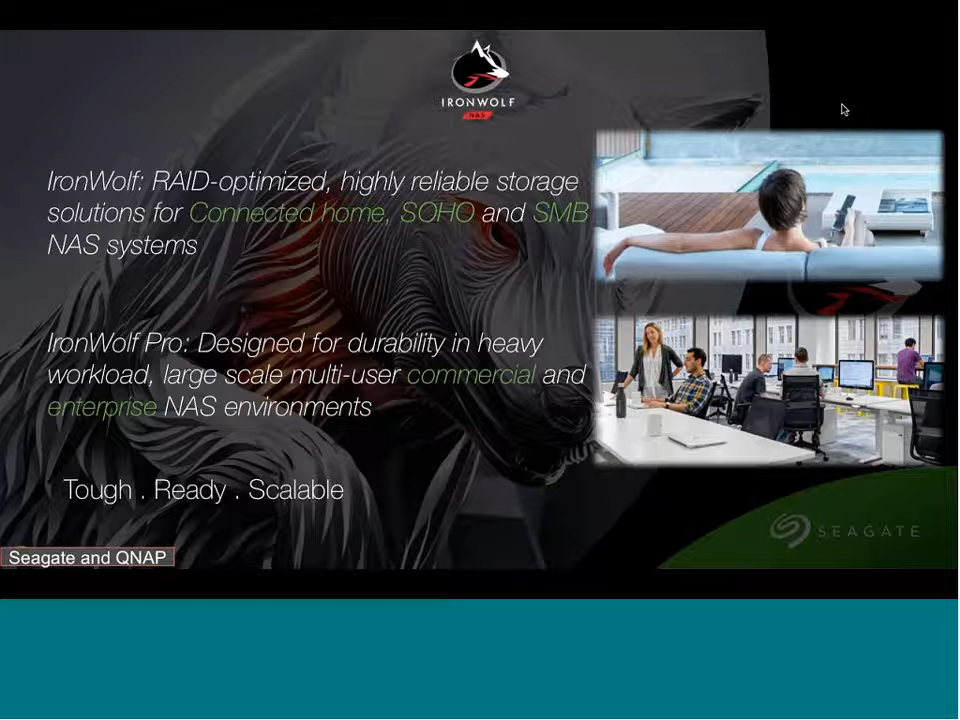 IRONWOLF
NAS
IronWolf: RAID-optimized, highly reliable storage
solutions for Connected home, SOHO and SMB
NAS systems
IronWolf Pro: Designed for durability in heavy
workload, large scale multi-user commercial and
enterprise NAS environments
Tough . Ready . Scalable
SEAGATE
Seagate and QNAP